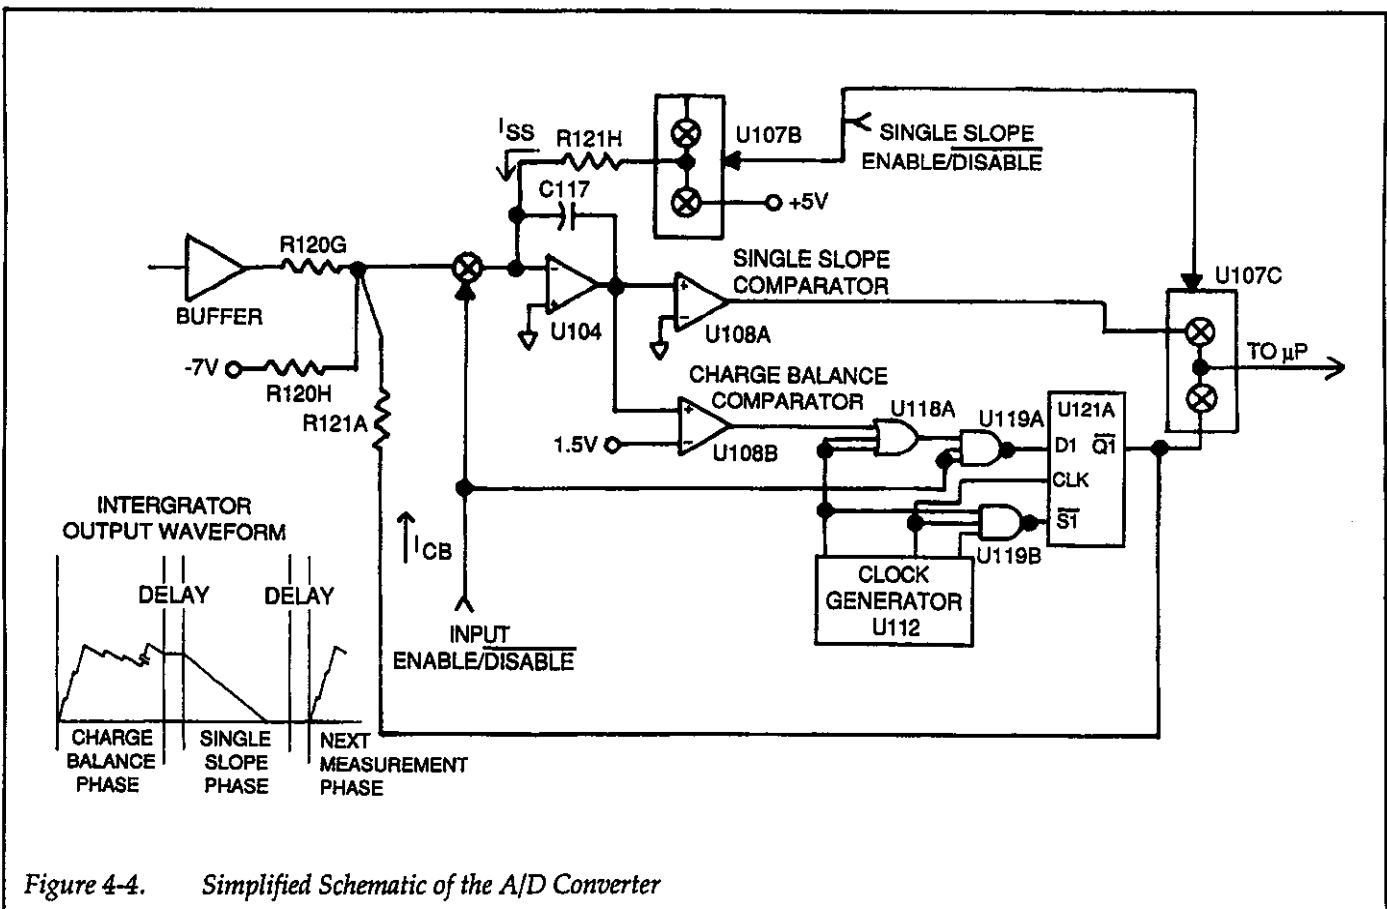 ISS
R121H
U107B
SINGLE SLOPE
ENABLE/DISABLE
C117
+5V
R120G
BUFFER
-
+
U104
SINGLE SLOPE
COMPARATOR
+
-
U108A
U107C
TO µP
-7V
R120H
R121A
CHARGE BALANCE
COMPARATOR
+
-
1.5V
U108B
U118A
U119A
U121A
D1
Q1
CLK
S1
U119B
CLOCK
GENERATOR
U112
ICB
INPUT
ENABLE/DISABLE
INTERGRATOR
OUTPUT WAVEFORM
DELAY
DELAY
CHARGE
BALANCE
PHASE
SINGLE
SLOPE
PHASE
NEXT
MEASUREMENT
PHASE
Figure 4-4. Simplified Schematic of the A/D Converter